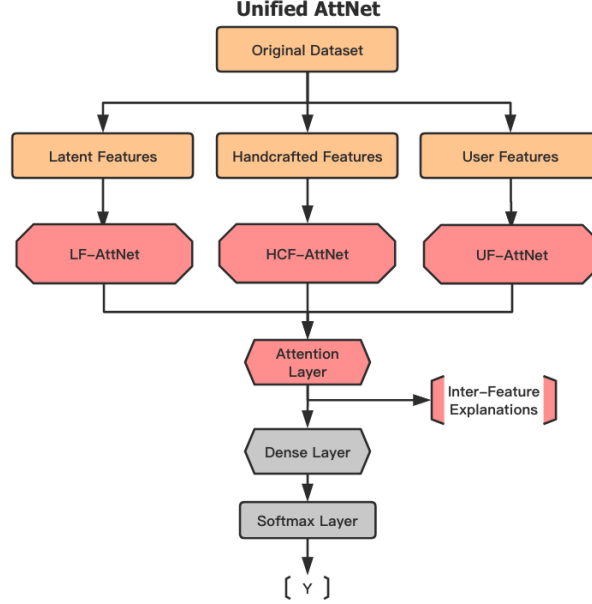 Unified AttNet
Original Dataset
Latent Features
Handcrafted Features
User Features
LF-AttNet
HCF-AttNet
UF-AttNet
Attention
Layer
Inter-Feature
Explanations
Dense Layer
Softmax Layer
[ Y ]